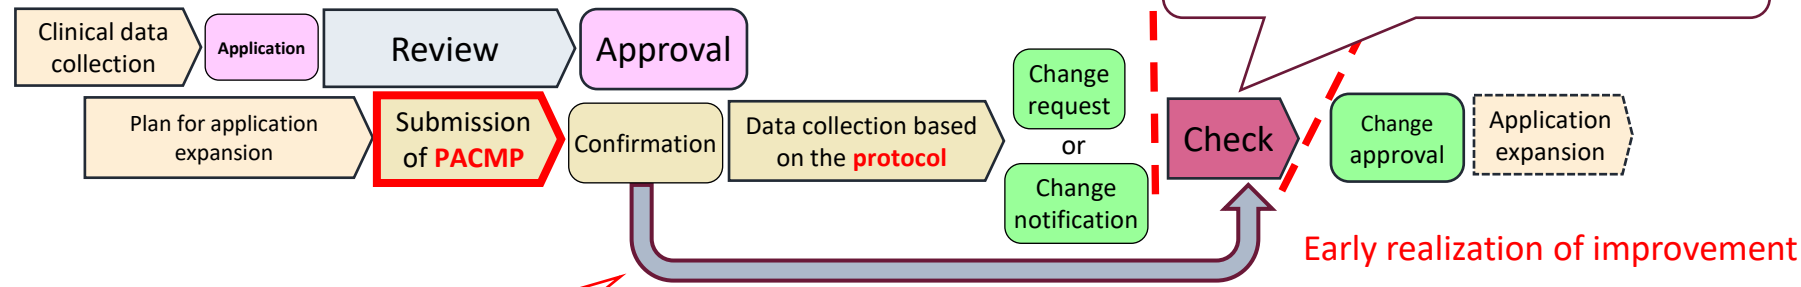 Clinical data
collection
Application
Review
Approval
Plan for application
expansion
Submission
of PACMP
Confirmation
Data collection based
on the protocol
Change
request
or
Change
notification
Check
Change
approval
Application
expansion
Early realization of improvement